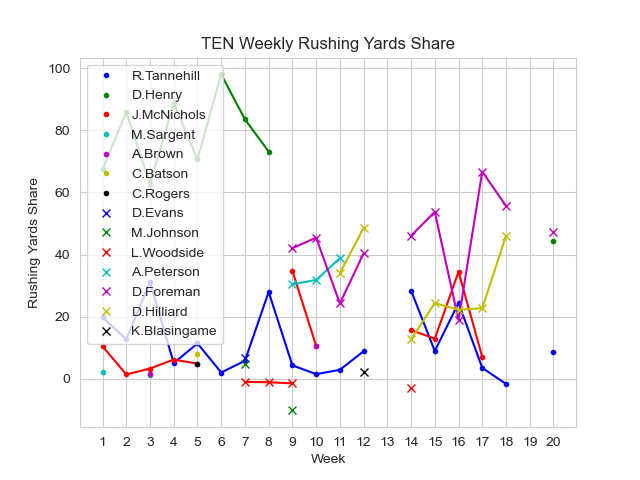 TEN Weekly Rushing Yards Share
100
80
60
40
20
0
Rushing Yards Share
R.Tannehill
D.Henry
J.McNichols
M.Sargent
A.Brown
C.Batson
C.Rogers
D.Evans
M.Johnson
L.Woodside
A.Peterson
D.Foreman
D.Hilliard
K.Blasingame
1 2 3 4 5 6 7 8 9 10 11 12 13 14 15 16 17 18 19 20
Week